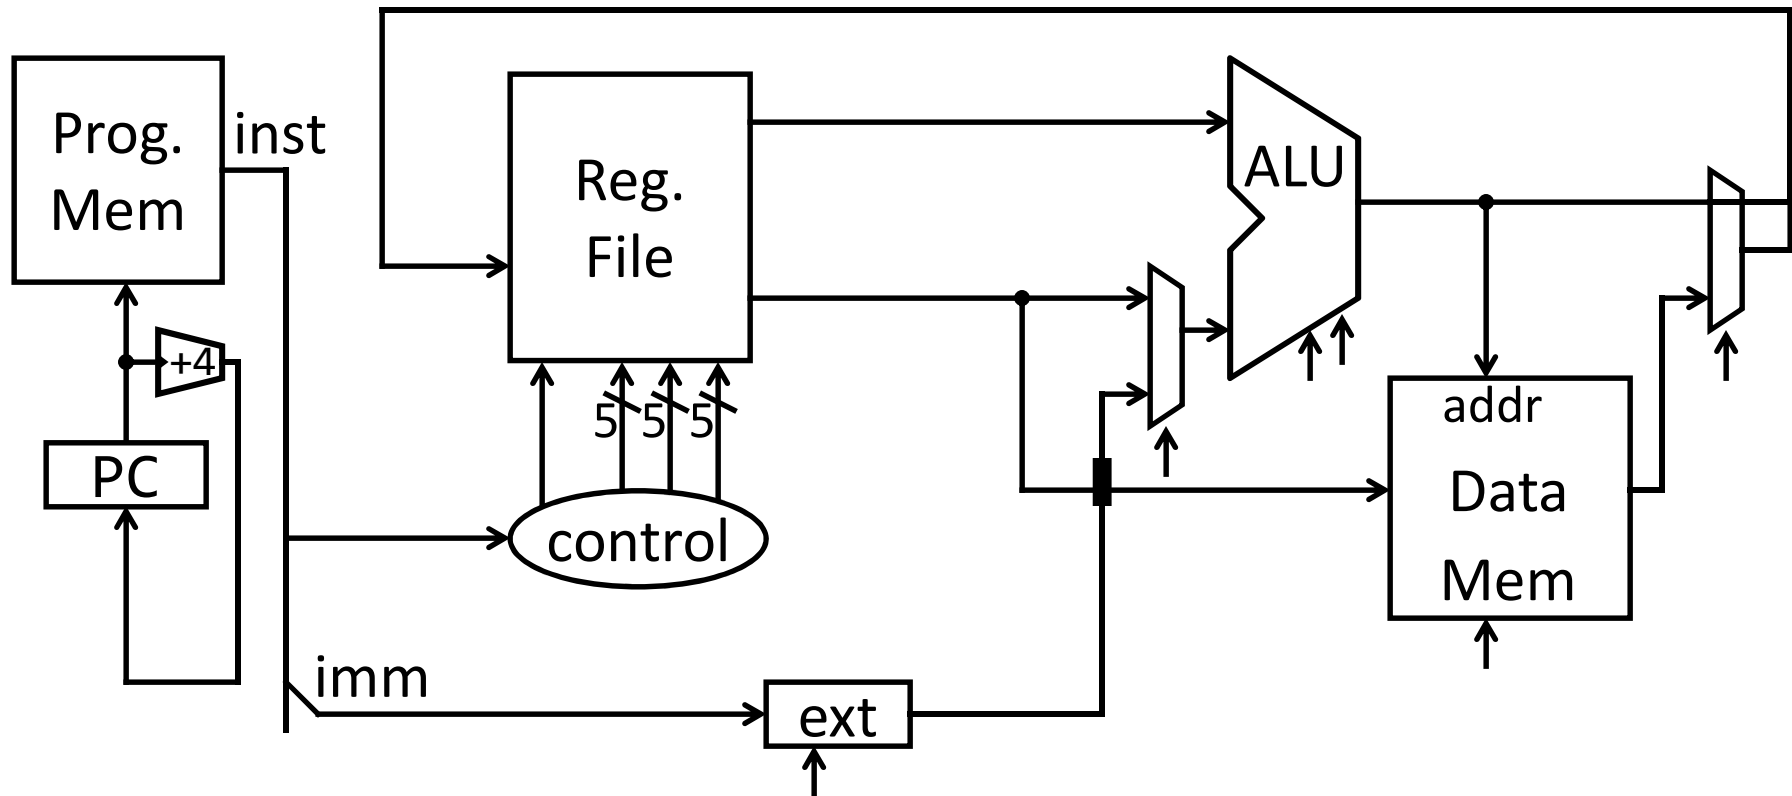 Prog.
Mem
inst
Reg.
File
ALU
+4
5 5 5
addr
PC
Data
control
Mem
imm
ext